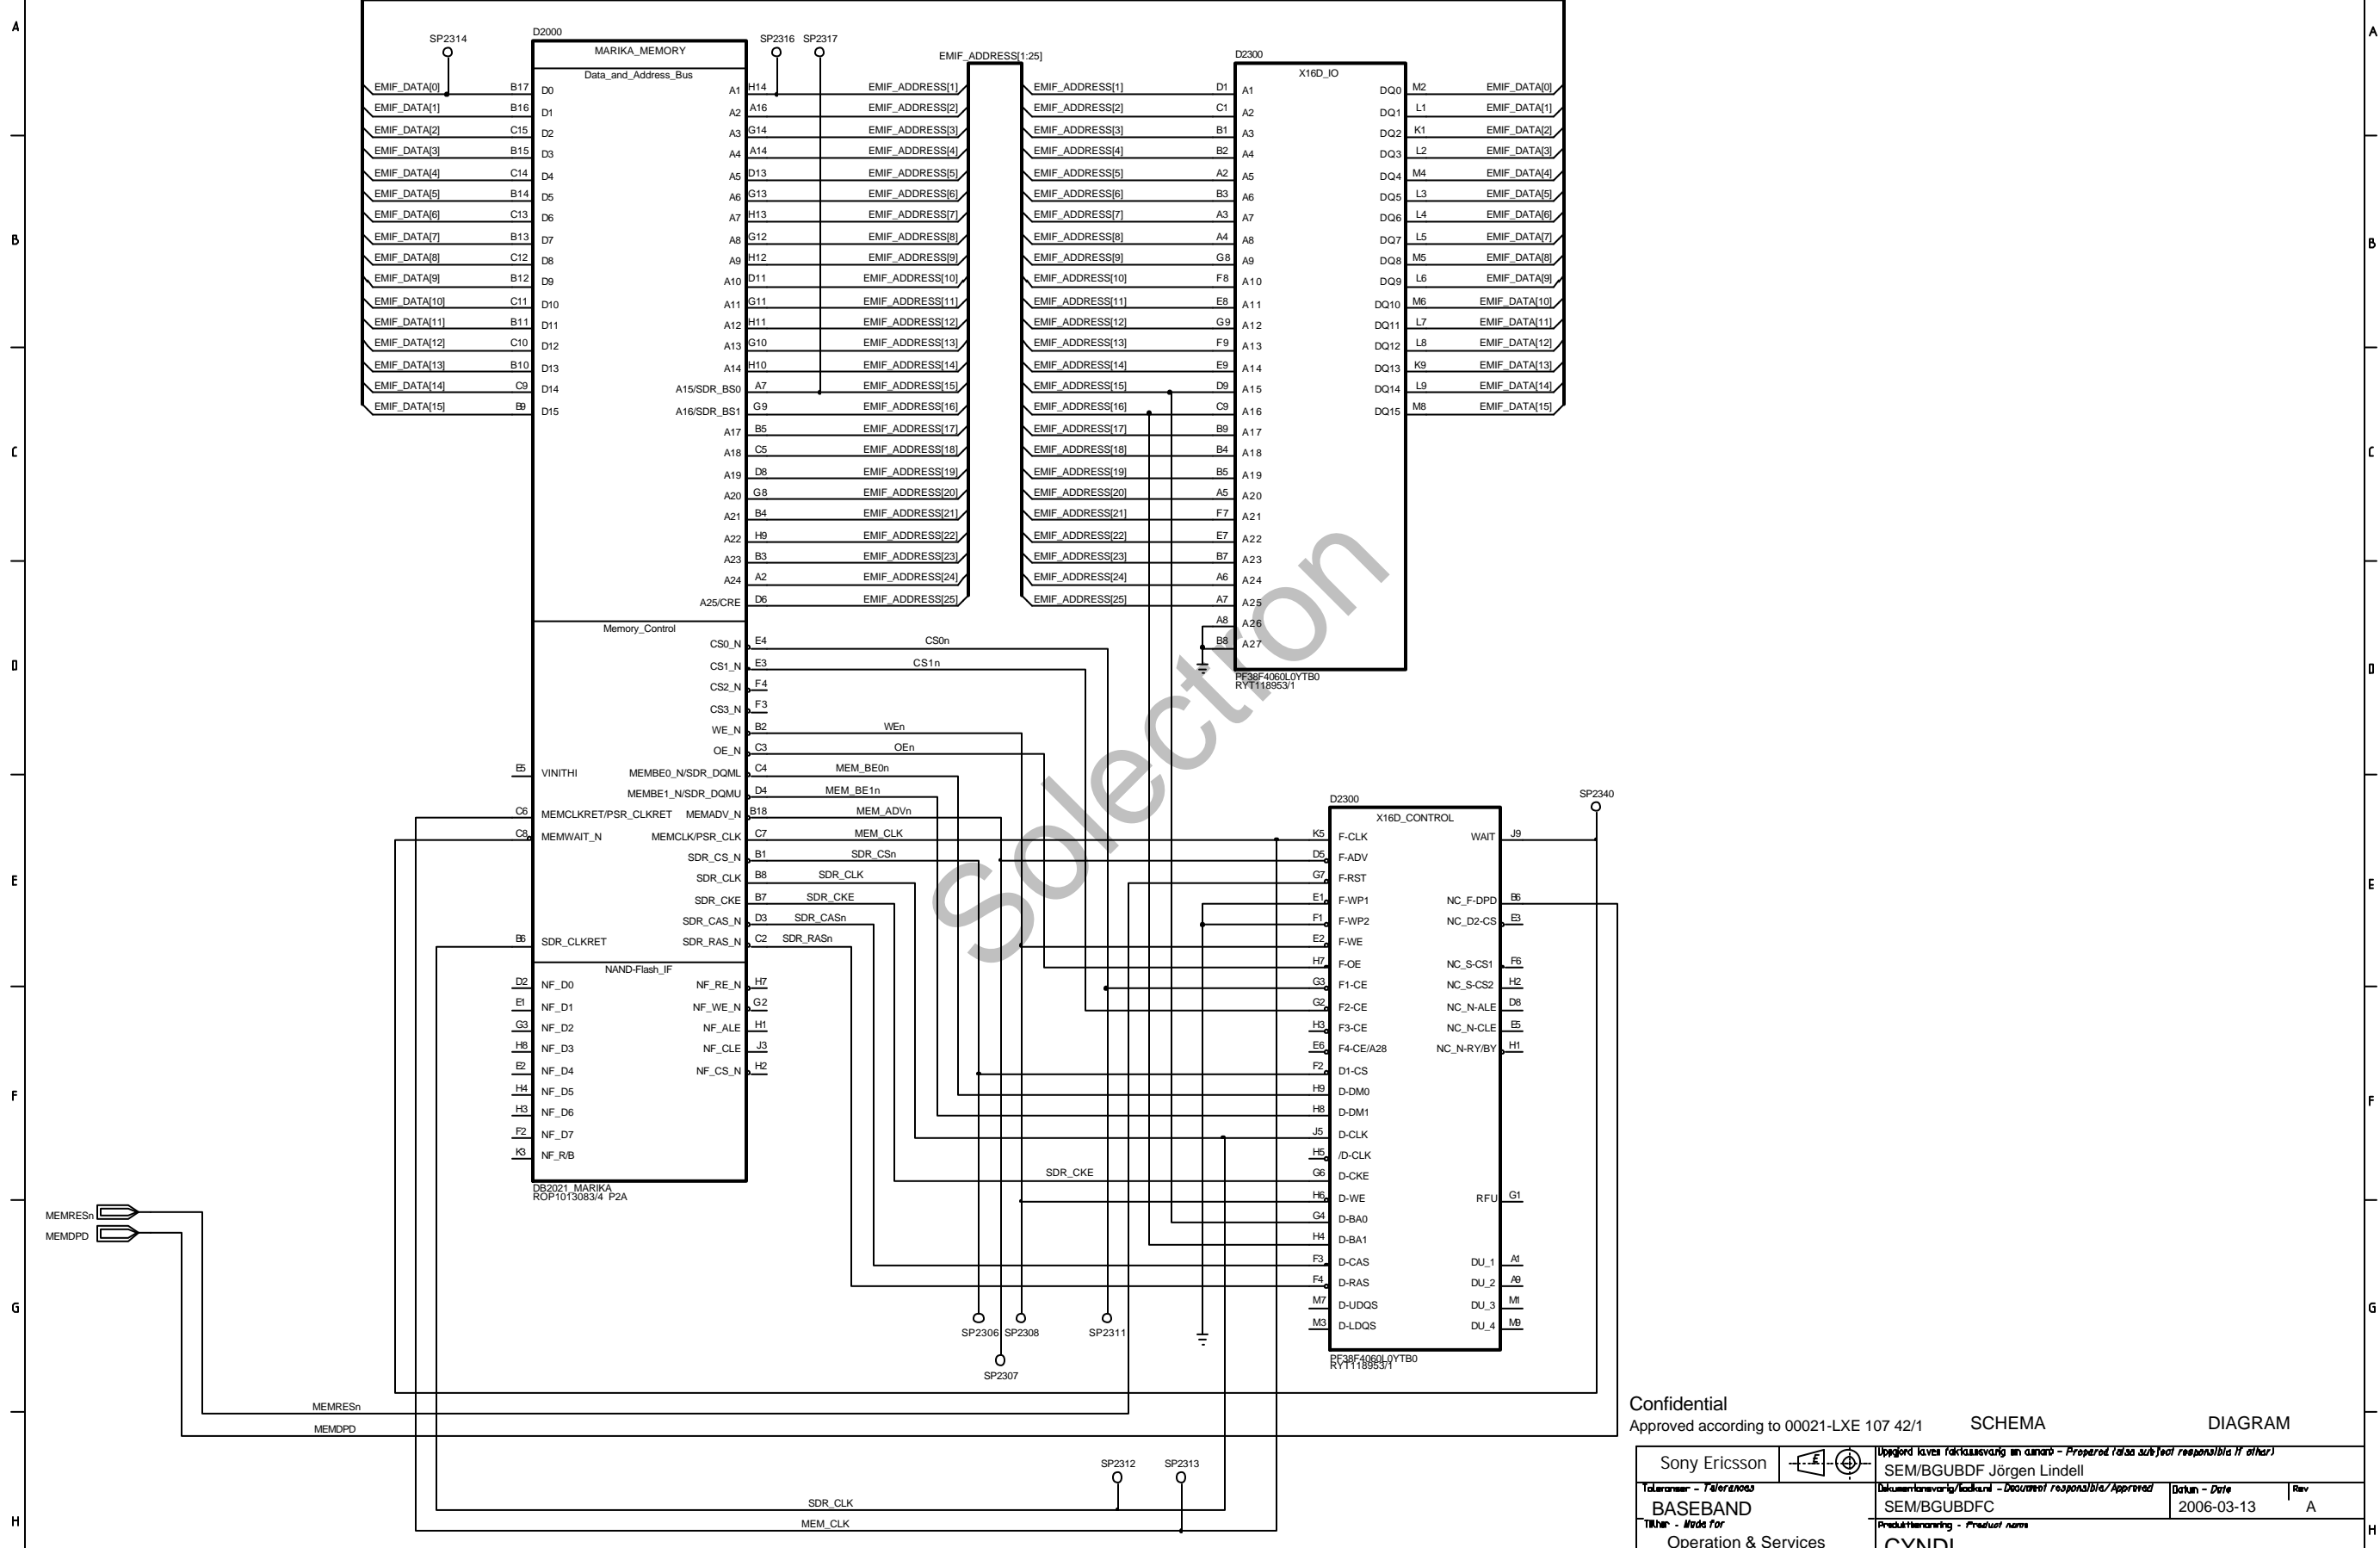 A
A
SP2314
D2000
MARIKA_MEMORY
Data_and_Address_Bus
SP2316 SP2317
EMIF_ADDRESS[1:25]
D2300
X16D_IO
EMIF_DATA[0] B17 D0 A1 H14 EMIF_ADDRESS[1] EMIF_ADDRESS[1] D1 A1 DQ0 M2 EMIF_DATA[0]
EMIF_DATA[1] B16 D1 A2 A16 EMIF_ADDRESS[2] EMIF_ADDRESS[2] C1 A2 DQ1 L1 EMIF_DATA[1]
EMIF_DATA[2] C15 D2 A3 G14 EMIF_ADDRESS[3] EMIF_ADDRESS[3] B1 A3 DQ2 K1 EMIF_DATA[2]
EMIF_DATA[3] B15 D3 A4 A14 EMIF_ADDRESS[4] EMIF_ADDRESS[4] B2 A4 DQ3 L2 EMIF_DATA[3]
EMIF_DATA[4] C14 D4 A5 D13 EMIF_ADDRESS[5] EMIF_ADDRESS[5] A2 A5 DQ4 M4 EMIF_DATA[4]
EMIF_DATA[5] B14 D5 A6 G13 EMIF_ADDRESS[6] EMIF_ADDRESS[6] B3 A6 DQ5 L3 EMIF_DATA[5]
EMIF_DATA[6] C13 D6 A7 H13 EMIF_ADDRESS[7] EMIF_ADDRESS[7] A3 A7 DQ6 L4 EMIF_DATA[6]
B EMIF_DATA[7] B13 D7 A8 G12 EMIF_ADDRESS[8] EMIF_ADDRESS[8] A4 A8 DQ7 L5 EMIF_DATA[7] B
EMIF_DATA[8] C12 D8 A9 H12 EMIF_ADDRESS[9] EMIF_ADDRESS[9] G8 A9 DQ8 M5 EMIF_DATA[8]
EMIF_DATA[9] B12 D9 A10 D11 EMIF_ADDRESS[10] EMIF_ADDRESS[10] F8 A10 DQ9 L6 EMIF_DATA[9]
EMIF_DATA[10] C11 D10 A11 G11 EMIF_ADDRESS[11] EMIF_ADDRESS[11] E8 A11 DQ10 M6 EMIF_DATA[10]
EMIF_DATA[11] B11 D11 A12 H11 EMIF_ADDRESS[12] EMIF_ADDRESS[12] G9 A12 DQ11 L7 EMIF_DATA[11]
EMIF_DATA[12] C10 D12 A13 G10 EMIF_ADDRESS[13] EMIF_ADDRESS[13] F9 A13 DQ12 L8 EMIF_DATA[12]
EMIF_DATA[13] B10 D13 A14 H10 EMIF_ADDRESS[14] EMIF_ADDRESS[14] E9 A14 DQ13 K9 EMIF_DATA[13]
EMIF_DATA[14] C9 D14 A15/SDR_BS0 A7 EMIF_ADDRESS[15] EMIF_ADDRESS[15] D9 A15 DQ14 L9 EMIF_DATA[14]
EMIF_DATA[15] B9 D15 A16/SDR_BS1 G9 EMIF_ADDRESS[16] EMIF_ADDRESS[16] C9 A16 DQ15 M8 EMIF_DATA[15]
A17 B5 EMIF_ADDRESS[17] EMIF_ADDRESS[17] B9 A17
C A18 C5 EMIF_ADDRESS[18] EMIF_ADDRESS[18] B4 A18 C
A19 D8 EMIF_ADDRESS[19] EMIF_ADDRESS[19] B5 A19
A20 G8 EMIF_ADDRESS[20] EMIF_ADDRESS[20] A5 A20
A21 B4 EMIF_ADDRESS[21] EMIF_ADDRESS[21] F7 A21
A22 H9 EMIF_ADDRESS[22] EMIF_ADDRESS[22] E7 A22
A23 B3 EMIF_ADDRESS[23] EMIF_ADDRESS[23] B7 A23
A24 A2 EMIF_ADDRESS[24] EMIF_ADDRESS[24] A6 A24
A25/CRE D6 EMIF_ADDRESS[25] EMIF_ADDRESS[25] A7 A25
A8 A26
B8 A27
PF38F4060L0YTB0
RYT118953/1
Memory_Control
CS0_N E4 CS0n
D CS1_N E3 CS1n D
CS2_N F4
CS3_N F3
WE_N B2 WEn
OE_N C3 OEn
E5 VINITHI MEMBE0_N/SDR_DQML C4 MEM_BE0n
MEMBE1_N/SDR_DQMU D4 MEM_BE1n
C6 MEMCLKRET/PSR_CLKRET MEMADV_N B18 MEM_ADVn
C8 MEMWAIT_N MEMCLK/PSR_CLK C7 MEM_CLK
SDR_CS_N B1 SDR_CSn
E SDR_CLK B8 SDR_CLK E
SDR_CKE B7 SDR_CKE
SDR_CAS_N D3 SDR_CASn
B6 SDR_CLKRET SDR_RAS_N C2 SDR_RASn
NAND-Flash_IF
D2 NF_D0 NF_RE_N H7
E1 NF_D1 NF_WE_N G2
G3 NF_D2 NF_ALE H1
H8 NF_D3 NF_CLE J3
E2 NF_D4 NF_CS_N H2
H4 NF_D5
H3 NF_D6
F2 NF_D7
K3 NF_R/B
DB2021_MARIKA
ROP1013083/4 P2A
Solectron
D2300
SP2340
X16D_CONTROL
K5 F-CLK WAIT J9
D5 F-ADV
G7 F-RST
E1 F-WP1 NC_F-DPD B6
F1 F-WP2 NC_D2-CS E3
E2 F-WE
H7 F-OE NC_S-CS1 F6
G3 F1-CE NC_S-CS2 H2
G2 F2-CE NC_N-ALE D8
H3 F3-CE NC_N-CLE E5
E6 F4-CE/A28 NC_N-RY/BY H1
F2 D1-CS
F H9 D-DM0 F
H8 D-DM1
J5 D-CLK
H5 /D-CLK
SDR_CKE G6 D-CKE
H6 D-WE RFU G1
G4 D-BA0
H4 D-BA1
F3 D-CAS DU_1 A1
F4 D-RAS DU_2 A9
G M7 D-UDQS DU_3 M1 G
M3 D-LDQS DU_4 M9
PF38F4060L0YTB0
RYT118953/1
MEMRESn
MEMDPD
SP2306 SP2308
SP2311
SP2307
MEMRESn
MEMDPD
SP2312 SP2313
SDR_CLK
MEM_CLK
H
H
Confidential
Approved according to 00021-LXE 107 42/1 SCHEMA DIAGRAM
Sony Ericsson
E
Prepared (also subject responsible if other)
SEM/BGUBDF Jörgen Lindell
Toleranser - Tolerances
BASEBAND
Document responsible/Approved
SEM/BGUBDFC
Datum - Date
2006-03-13
Rev
A
Made for
Operation & Services
Product name
CYNDI